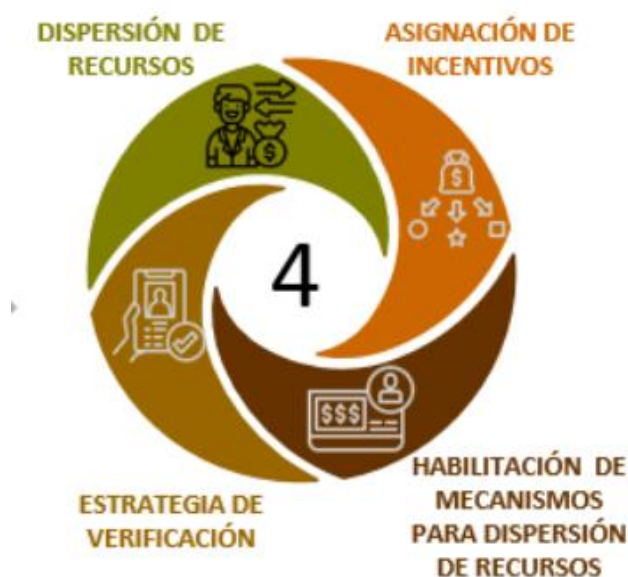 DISPERSIÓN DE
RECURSOS
ASIGNACIÓN DE
INCENTIVOS
$
$
4
$$$
ESTRATEGIA DE
VERIFICACIÓN
HABILITACIÓN DE
MECANISMOS
PARA DISPERSIÓN
DE RECURSOS